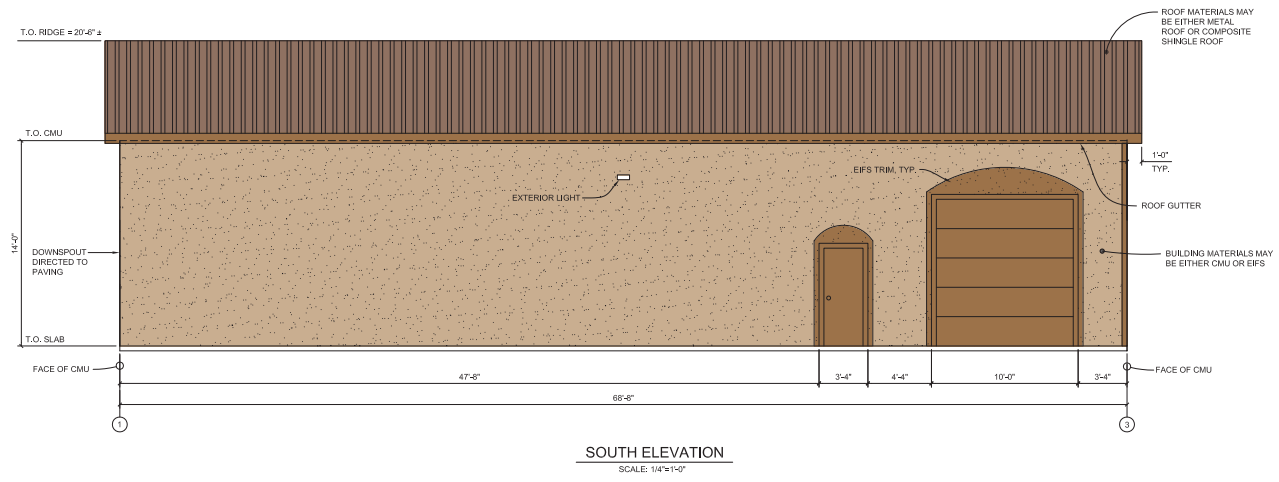 ROOF MATERIALS MAY
BE EITHER METAL
ROOF OR COMPOSITE
SHINGLE ROOF
T.O. RIDGE = 20'-6" ±
T.O. CMU
1'-0"
TYP.
EIFS TRIM, TYP.
EXTERIOR LIGHT
ROOF GUTTER
14'-0"
DOWNSPOUT
DIRECTED TO
PAVING
BUILDING MATERIALS MAY
BE EITHER CMU OR EIFS
T.O. SLAB
FACE OF CMU
FACE OF CMU
47'-8"
3'-4"
4'-4"
10'-0"
3'-4"
68'-8"
1
3
SOUTH ELEVATION
SCALE: 1/4"=1'-0"